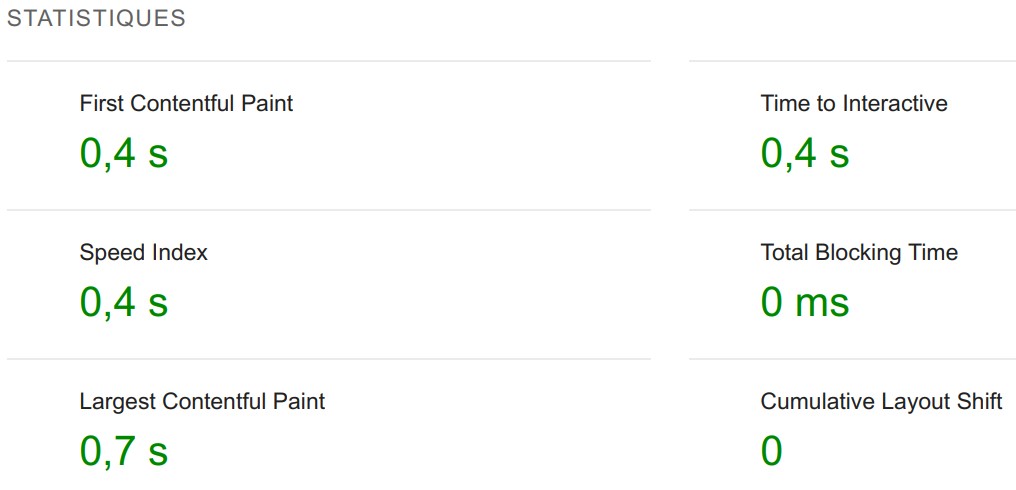 STATISTIQUES
First Contentful Paint
0,4 s
Time to Interactive
0,4 s
Speed Index
0,4 s
Total Blocking Time
0 ms
Largest Contentful Paint
0,7 s
Cumulative Layout Shift
0